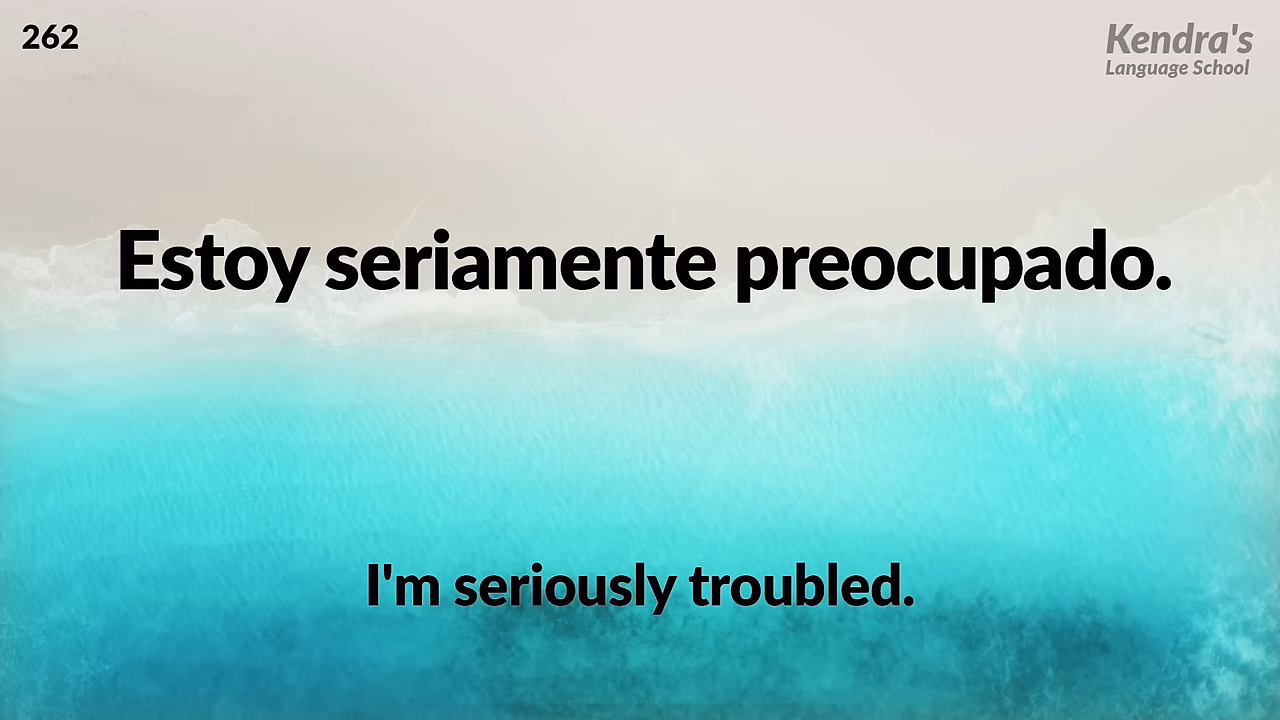 262
Kendra's
Language School
Estoy seriamente preocupado.
I'm seriously troubled.